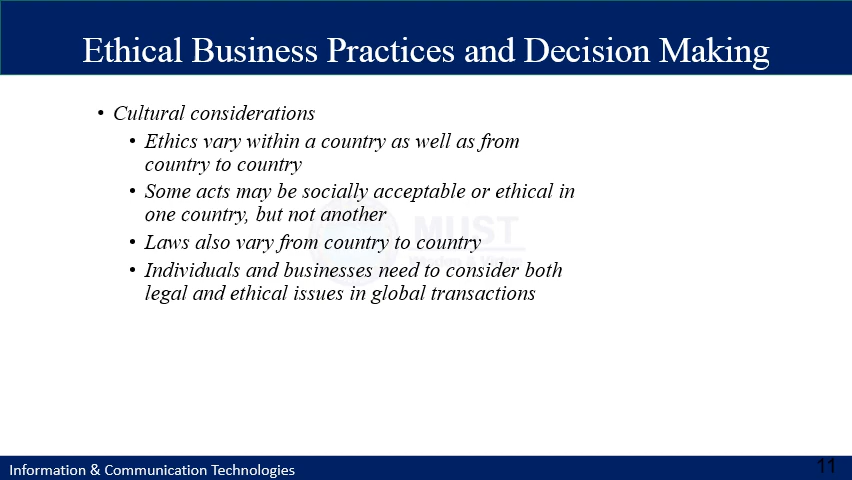 Ethical Business Practices and Decision Making
• Cultural considerations
• Ethics vary within a country as well as from
country to country
• Some acts may be socially acceptable or ethical in
one country, but not another
MUST
• Laws also vary from country to country
• Individuals and businesses need to consider both
legal and ethical issues in global transactions
Information & Communication Technologies
11